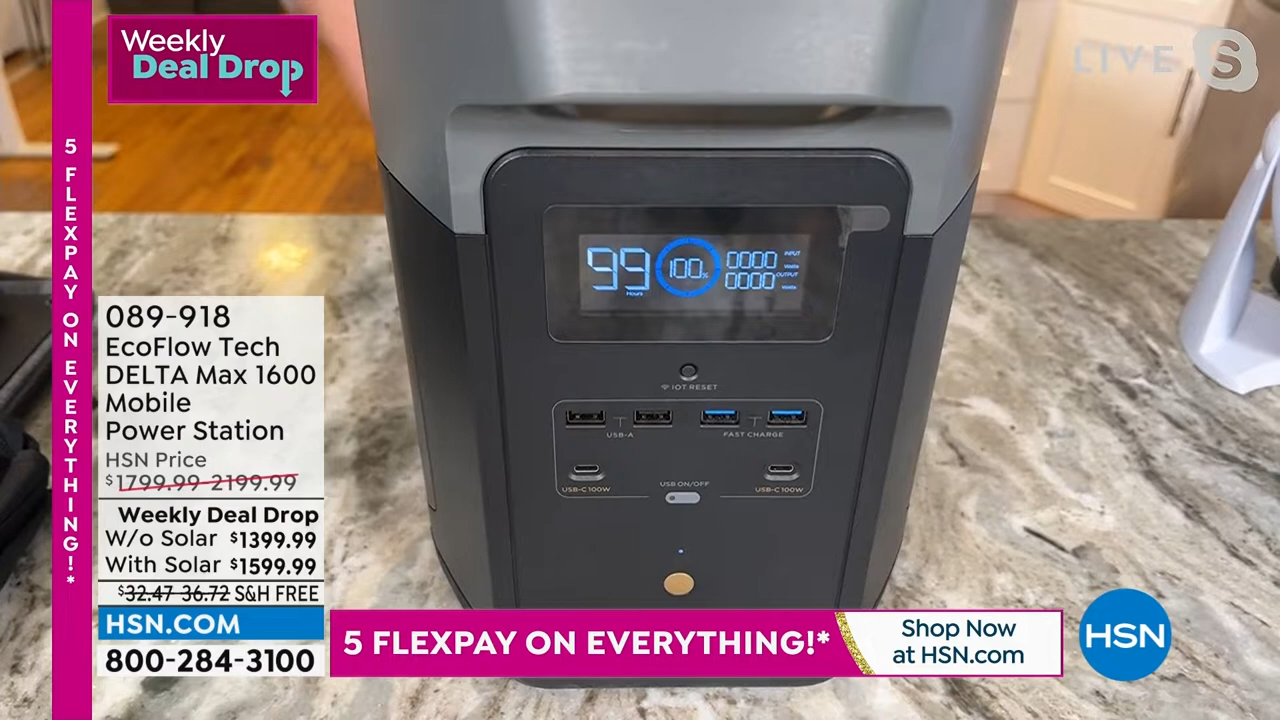 Weekly
Deal Drop
LIVE S
5 FLEXPAY ON EVERYTHING!*
99 100% 0000 INPUT
Watts
0000 OUTPUT
Hours Watts
IOT RESET
USB-A FAST CHARGE
USB-C 100W USB ON/OFF USB-C 100W
089-918
EcoFlow Tech
DELTA Max 1600
Mobile
Power Station
HSN Price
$1799.99-2199.99
Weekly Deal Drop
W/o Solar $1399.99
With Solar $1599.99
$32.47-36.72 S&H FREE
HSN.COM
800-284-3100
5 FLEXPAY ON EVERYTHING!*
Shop Now
at HSN.com
HSN